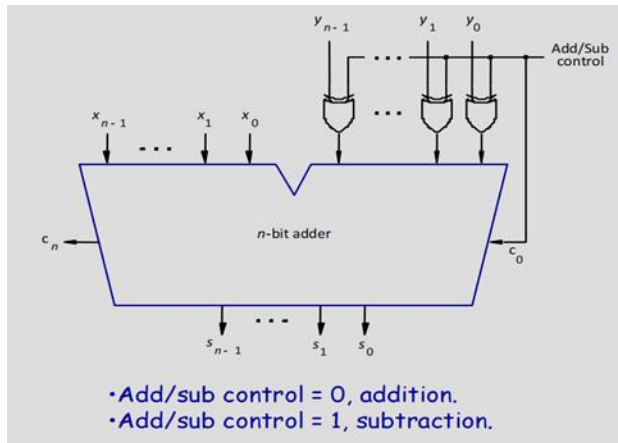 y n-1 y 1 y 0
Add/Sub
control
x n-1 x 1 x 0
n-bit adder
c n
c 0
s n-1 s 1 s 0
•Add/sub control = 0, addition.
•Add/sub control = 1, subtraction.